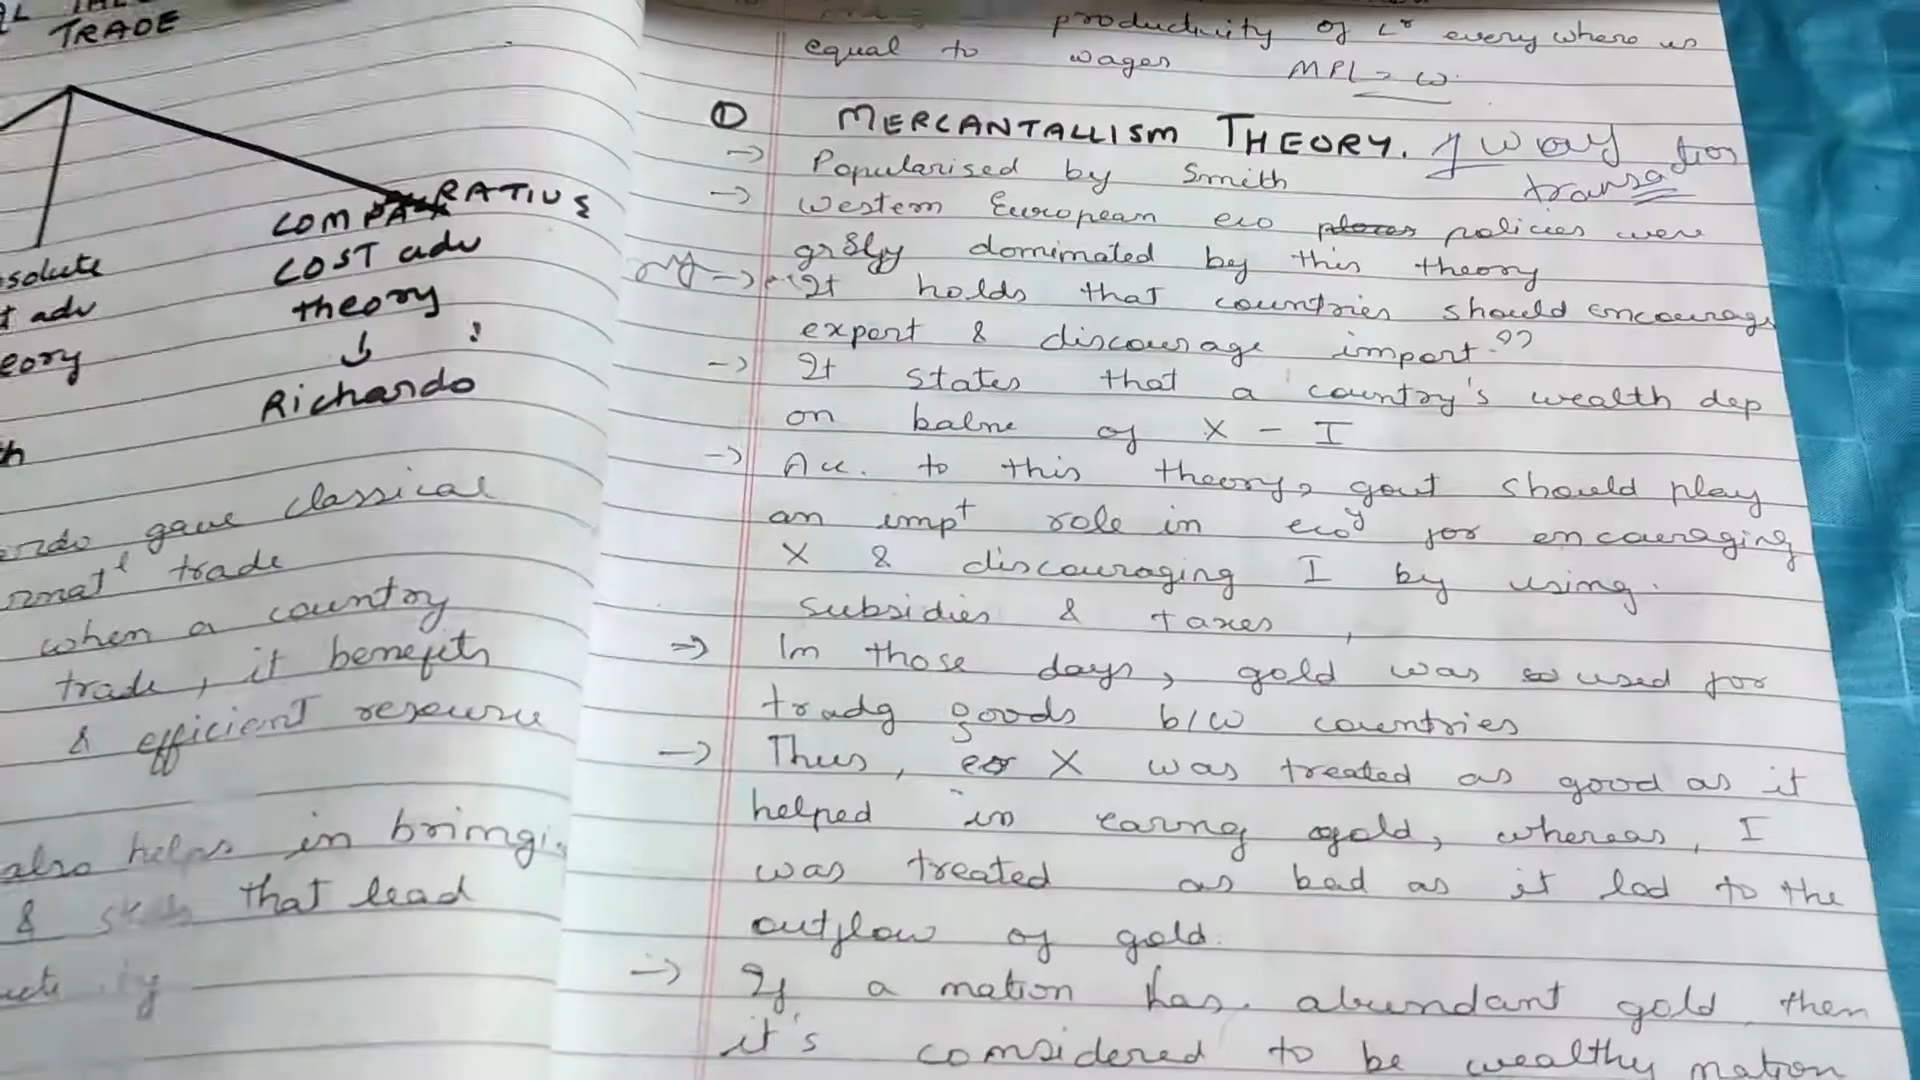 TRADE
COMPARATIVE
COST adv
theory
Richardo
solute
adv
eory
gave classical
trade
when a country
trade, it benefits
& efficient resource
also helps in bringi
& skills that lead
productivity of Lr every where is
equal to wages MPL = w.
① MERCANTALLISM THEORY. 1 way
trans
→ Popularised by Smith
→ Western European eco policies were
dominated by this theory
→ "It holds that countries should encourage
export & discourage import."
→ It states that a country's wealth dep
on balne of X - I
→ Acc. to this theory, govt should play
an impt role in ecoy for encouraging
X & discouraging I by using.
subsidies & taxes,
→ In those days, gold was used for
tradg goods b/w countries
→ Thus, X was treated as good as it
helped in earng gold, whereas, I
was treated as bad as it led to the
outflow of gold.
→ If a nation has abundant gold then
it's considered to be wealthy nation